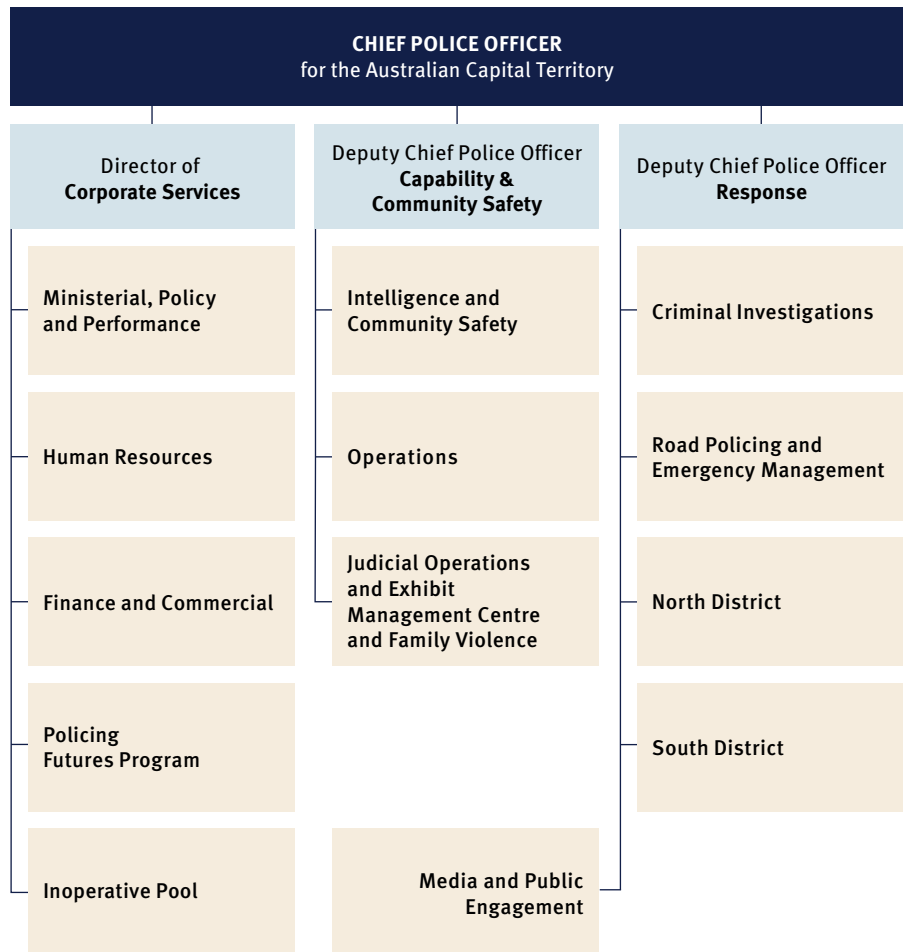 CHIEF POLICE OFFICER
for the Australian Capital Territory
Director of
Corporate Services
Ministerial, Policy
and Performance
Human Resources
Finance and Commercial
Policing
Futures Program
Inoperative Pool
Deputy Chief Police Officer
Capability &
Community Safety
Intelligence and
Community Safety
Operations
Judicial Operations
and Exhibit
Management Centre
and Family Violence
Deputy Chief Police Officer
Response
Criminal Investigations
Road Policing and
Emergency Management
North District
South District
Media and Public
Engagement